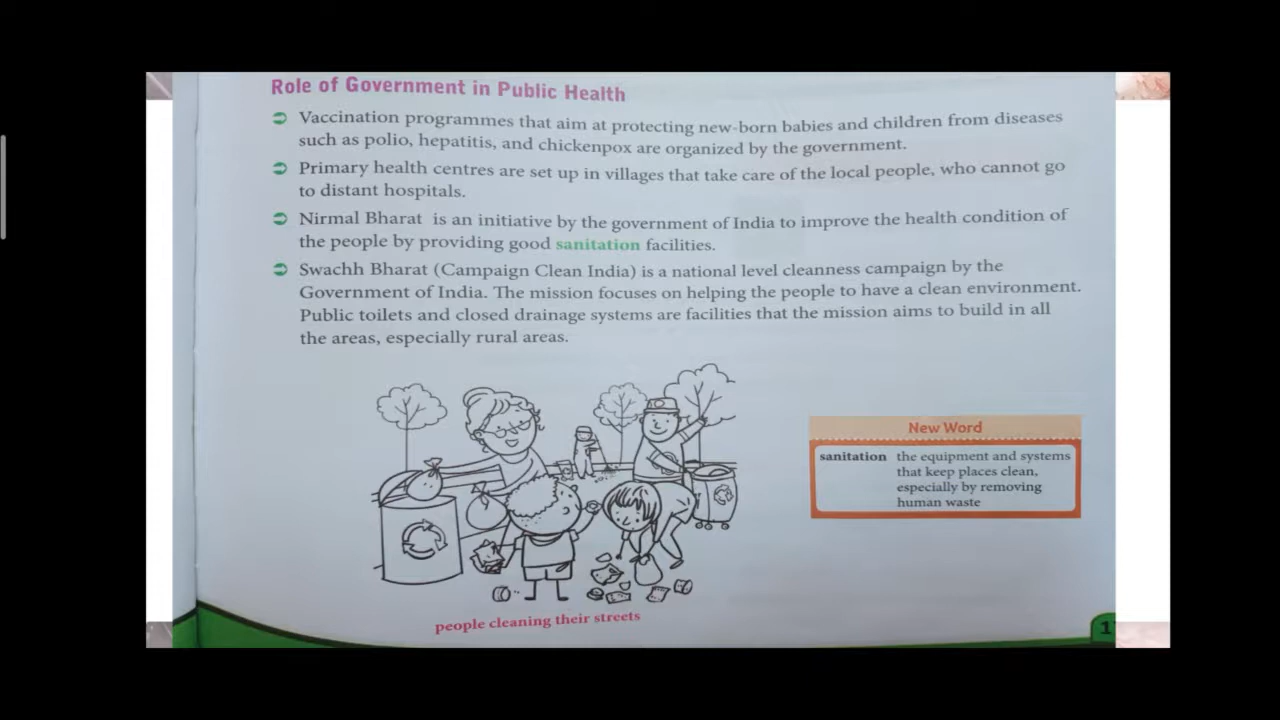 Role of Government in Public Health
Vaccination programmes that aim at protecting new-born babies and children from diseases
such as polio, hepatitis, and chickenpox are organized by the government.
Primary health centres are set up in villages that take care of the local people, who cannot go
to distant hospitals.
Nirmal Bharat is an initiative by the government of India to improve the health condition of
the people by providing good sanitation facilities.
Swachh Bharat (Campaign Clean India) is a national level cleanness campaign by the
Government of India. The mission focuses on helping the people to have a clean environment.
Public toilets and closed drainage systems are facilities that the mission aims to build in all
the areas, especially rural areas.
New Word
sanitation the equipment and systems
that keep places clean,
especially by removing
human waste
people cleaning their streets